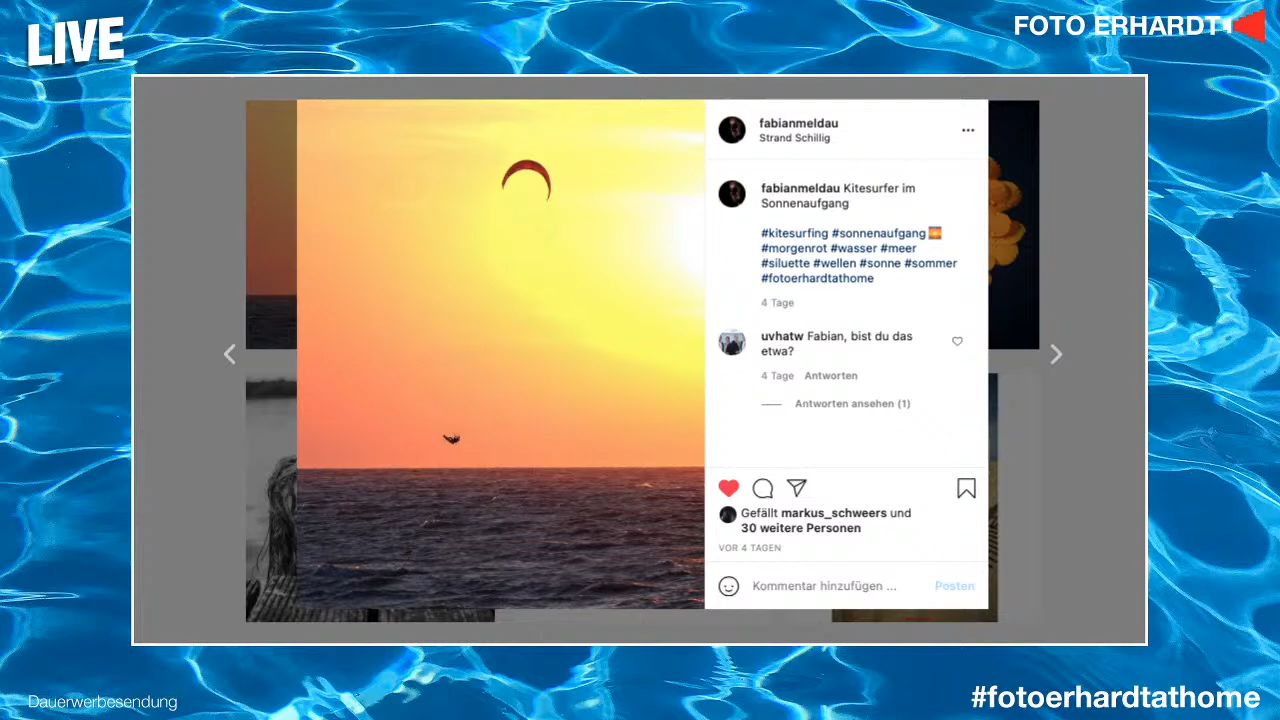 LIVE
FOTO ERHARDT
fabianmeldau
Strand Schillig
fabianmeldau Kitesurfer im
Sonnenaufgang
#kitesurfing #sonnenaufgang
#morgenrot #wasser #meer
#siluette #wellen #sonne #sommer
#fotoerhardtathome
4 Tage
uvhatw Fabian, bist du das
etwa?
4 Tage Antworten
Antworten ansehen (1)
Gefällt markus_schweers und
30 weitere Personen
VOR 4 TAGEN
Kommentar hinzufügen ... Posten
Dauerwerbesendung
#fotoerhardtathome